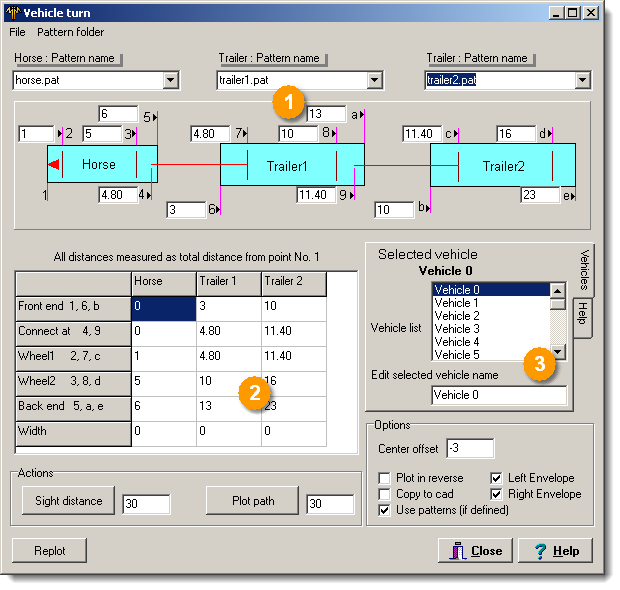 Vehicle turn
File Pattern folder
Horse : Pattern name Trailer : Pattern name Trailer : Pattern name
horse.pat trailer1.pat trailer2.pat
1
6 5 13 a
1 2 5 3 4.80 7 10 8 11.40 c 16 d
Horse Trailer1 Trailer2
1 4.80 4 11.40 9 23 e
3 6 10 b
All distances measured as total distance from point No. 1
Horse Trailer 1 Trailer 2
Front end 1, 6, b 0 3 10
Connect at 4, 9 0 4.80 11.40
Wheel1 2, 7, c 1 4.80 11.40
Wheel2 3, 8, d 5 10 16
Back end 5, a, e 6 13 23
Width 0 0 0
2
Selected vehicle
Vehicle 0
Vehicle list
Vehicle 0
Vehicle 1
Vehicle 2
Vehicle 3
Vehicle 4
Vehicle 5
Vehicles
Help
3
Edit selected vehicle name
Vehicle 0
Options
Center offset -3
Plot in reverse Left Envelope
Copy to cad Right Envelope
Use patterns (if defined)
Actions
Sight distance 30 Plot path 30
Replot Close ? Help